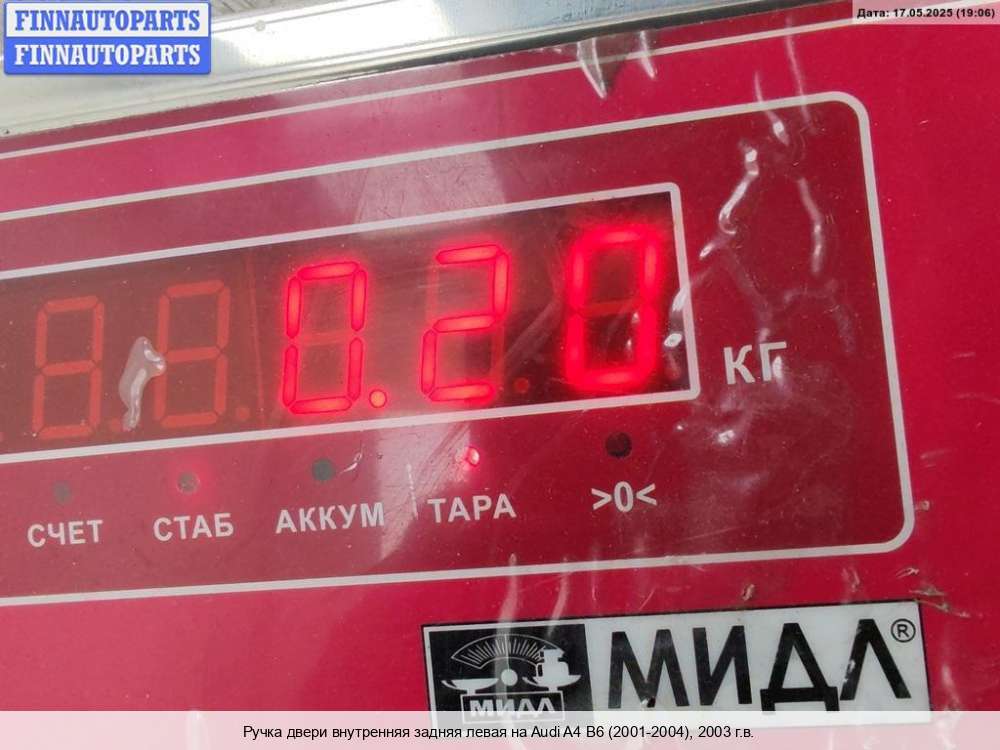 FINNAUTOPARTS
FINNAUTOPARTS
Дата: 17.05.2025 (19:06)
0.20
КГ
СЧЕТ СТАБ АККУМ ТАРА >0<
МИДЛ
МИДЛ®
Ручка двери внутренняя задняя левая на Audi A4 B6 (2001-2004), 2003 г.в.